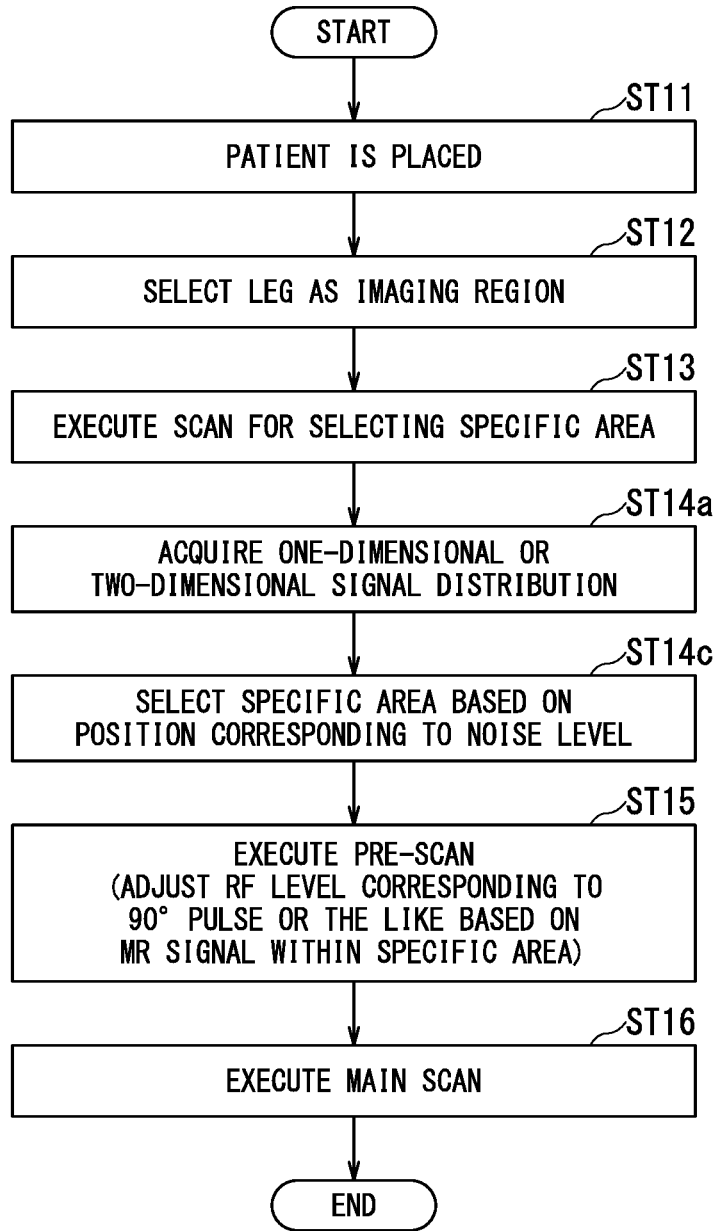 START
ST11
PATIENT IS PLACED
ST12
SELECT LEG AS IMAGING REGION
ST13
EXECUTE SCAN FOR SELECTING SPECIFIC AREA
ST14a
ACQUIRE ONE-DIMENSIONAL OR
TWO-DIMENSIONAL SIGNAL DISTRIBUTION
ST14c
SELECT SPECIFIC AREA BASED ON
POSITION CORRESPONDING TO NOISE LEVEL
ST15
EXECUTE PRE-SCAN
(ADJUST RF LEVEL CORRESPONDING TO
90° PULSE OR THE LIKE BASED ON
MR SIGNAL WITHIN SPECIFIC AREA)
ST16
EXECUTE MAIN SCAN
END